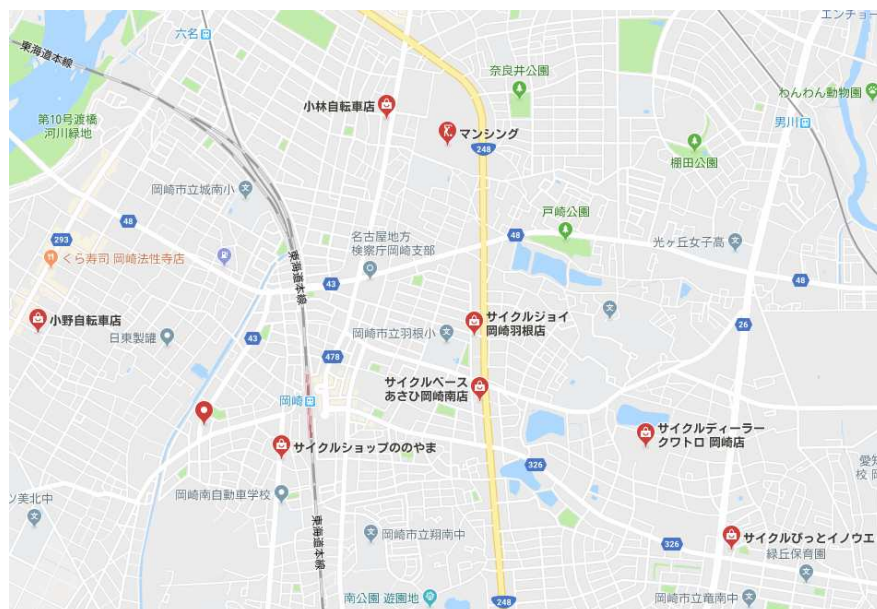 エンチョー
六名
東海道本線
奈良井公園
わんわん動物園
小林自転車店
第10号渡橋
河川緑地
マンシング
男川
248
棚田公園
岡崎市立城南小
戸崎公園
48
293
名古屋地方
検察庁岡崎支部
48
光ヶ丘女子高
くら寿司 岡崎法性寺店
東海道本線
43
48
小野自転車店
サイクルジョイ
岡崎羽根店
日東製罐
43
岡崎市立羽根小
26
478
サイクルベース
あさひ岡崎南店
岡崎
サイクルディーラー
クワトロ 岡崎店
サイクルショップののやま
326
愛知
校 岡
ツ美北中
岡崎南自動車学校
東海道本線
岡崎市立翔南中
326
サイクルぴっとイノウエ
緑丘保育園
南公園 遊園地
248
岡崎市立竜南中